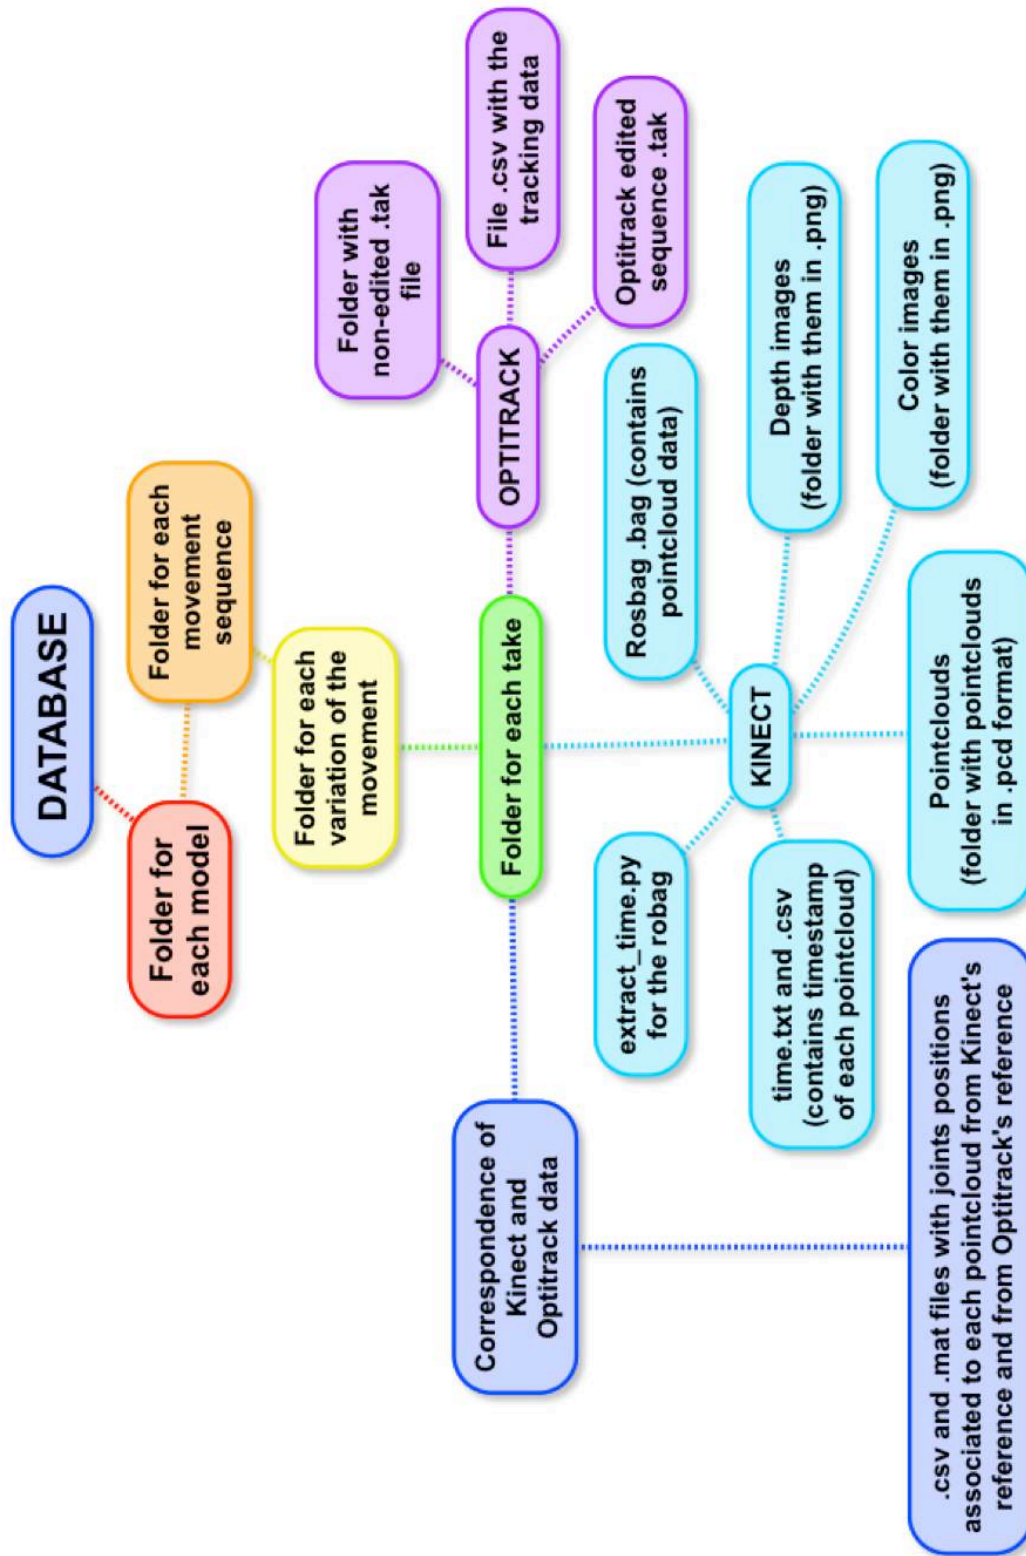 DATABASE
Folder for
each model
Folder for each
movement
sequence
Folder for each
variation of the
movement
Folder for each take
Correspondence of
Kinect and
Optitrack data
.csv and .mat files with joints positions
associated to each pointcloud from Kinect's
reference and from Optitrack's reference
OPTITRACK
Folder with
non-edited .tak
file
File .csv with the
tracking data
Optitrack edited
sequence .tak
KINECT
extract_time.py
for the robag
time.txt and .csv
(contains timestamp
of each pointcloud)
Pointclouds
(folder with pointclouds
in .pcd format)
Rosbag .bag (contains
pointcloud data)
Depth images
(folder with them in .png)
Color images
(folder with them in .png)